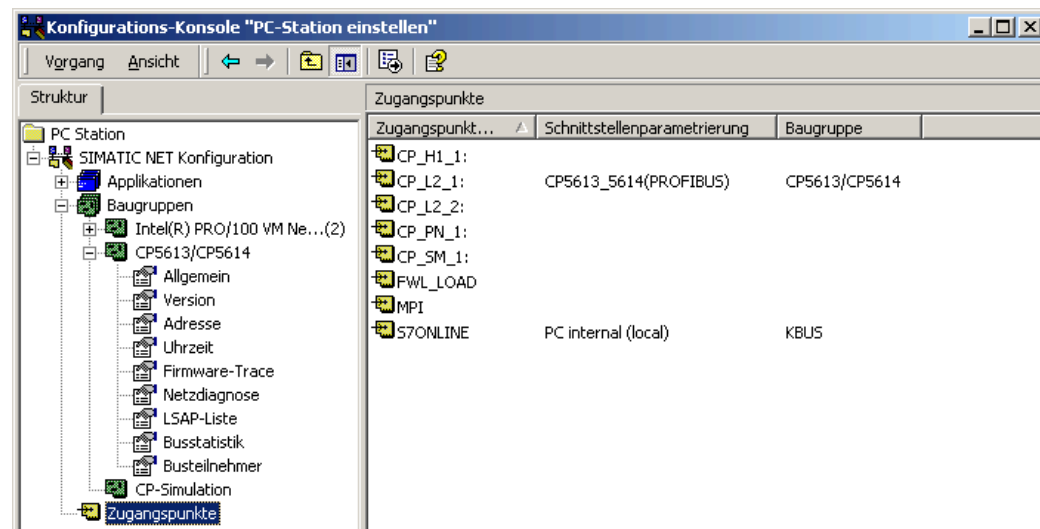 Konfigurations-Konsole "PC-Station einstellen"
Vorgang Ansicht
Struktur
PC Station
SIMATIC NET Konfiguration
Applikationen
Baugruppen
Intel(R) PRO/100 VM Ne...(2)
CP5613/CP5614
Allgemein
Version
Adresse
Uhrzeit
Firmware-Trace
Netzdiagnose
LSAP-Liste
Busstatistik
Busteilnehmer
CP-Simulation
Zugangspunkte
Zugangspunkte
Zugangspunkt... Schnittstellenparametrierung Baugruppe
CP_H1_1:
CP_L2_1: CP5613_5614(PROFIBUS) CP5613/CP5614
CP_L2_2:
CP_PN_1:
CP_SM_1:
FWL_LOAD
MPI
S7ONLINE PC internal (local) KBUS